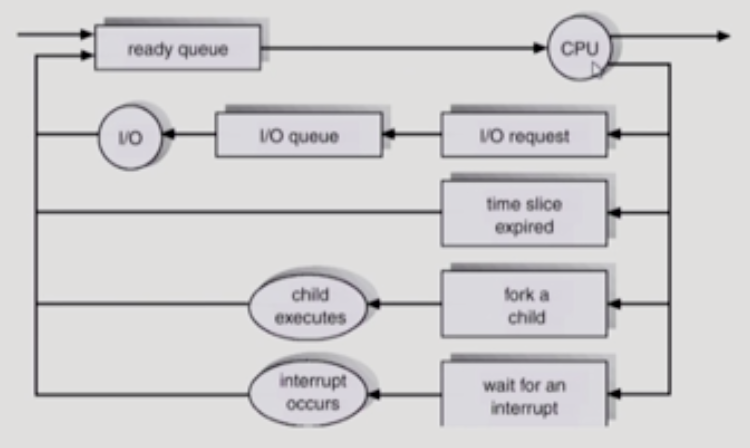 ready queue
CPU
I/O
I/O queue
I/O request
time slice
expired
child
executes
fork a
child
interrupt
occurs
wait for an
interrupt